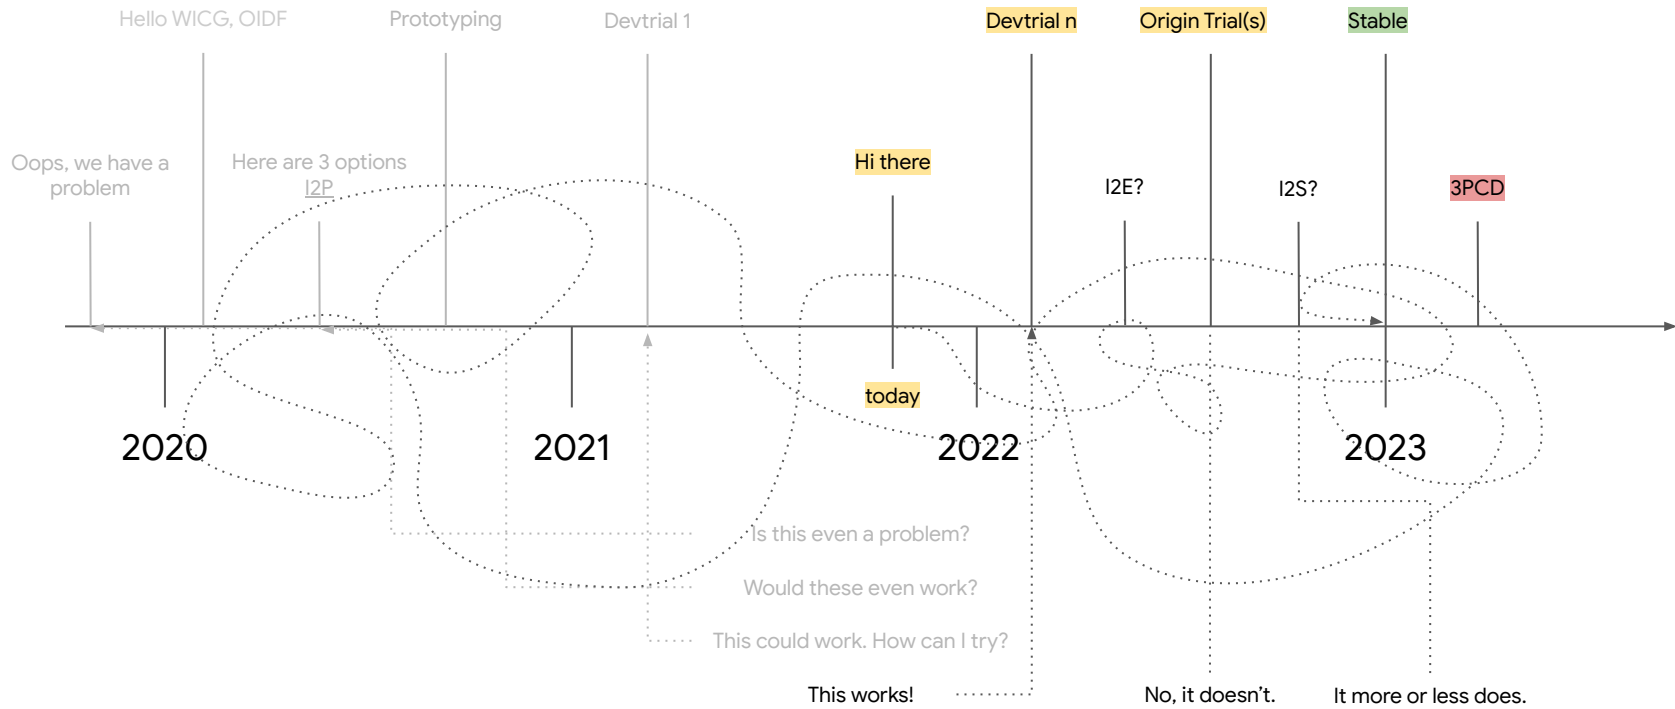 Hello WICG, OIDF
Prototyping
Devtrial 1
Devtrial n
Origin Trial(s)
Stable
Oops, we have a
problem
Here are 3 options
I2P
Hi there
I2E?
I2S?
3PCD
today
2020
2021
2022
2023
Is this even a problem?
Would these even work?
This could work. How can I try?
This works!
No, it doesn't.
It more or less does.